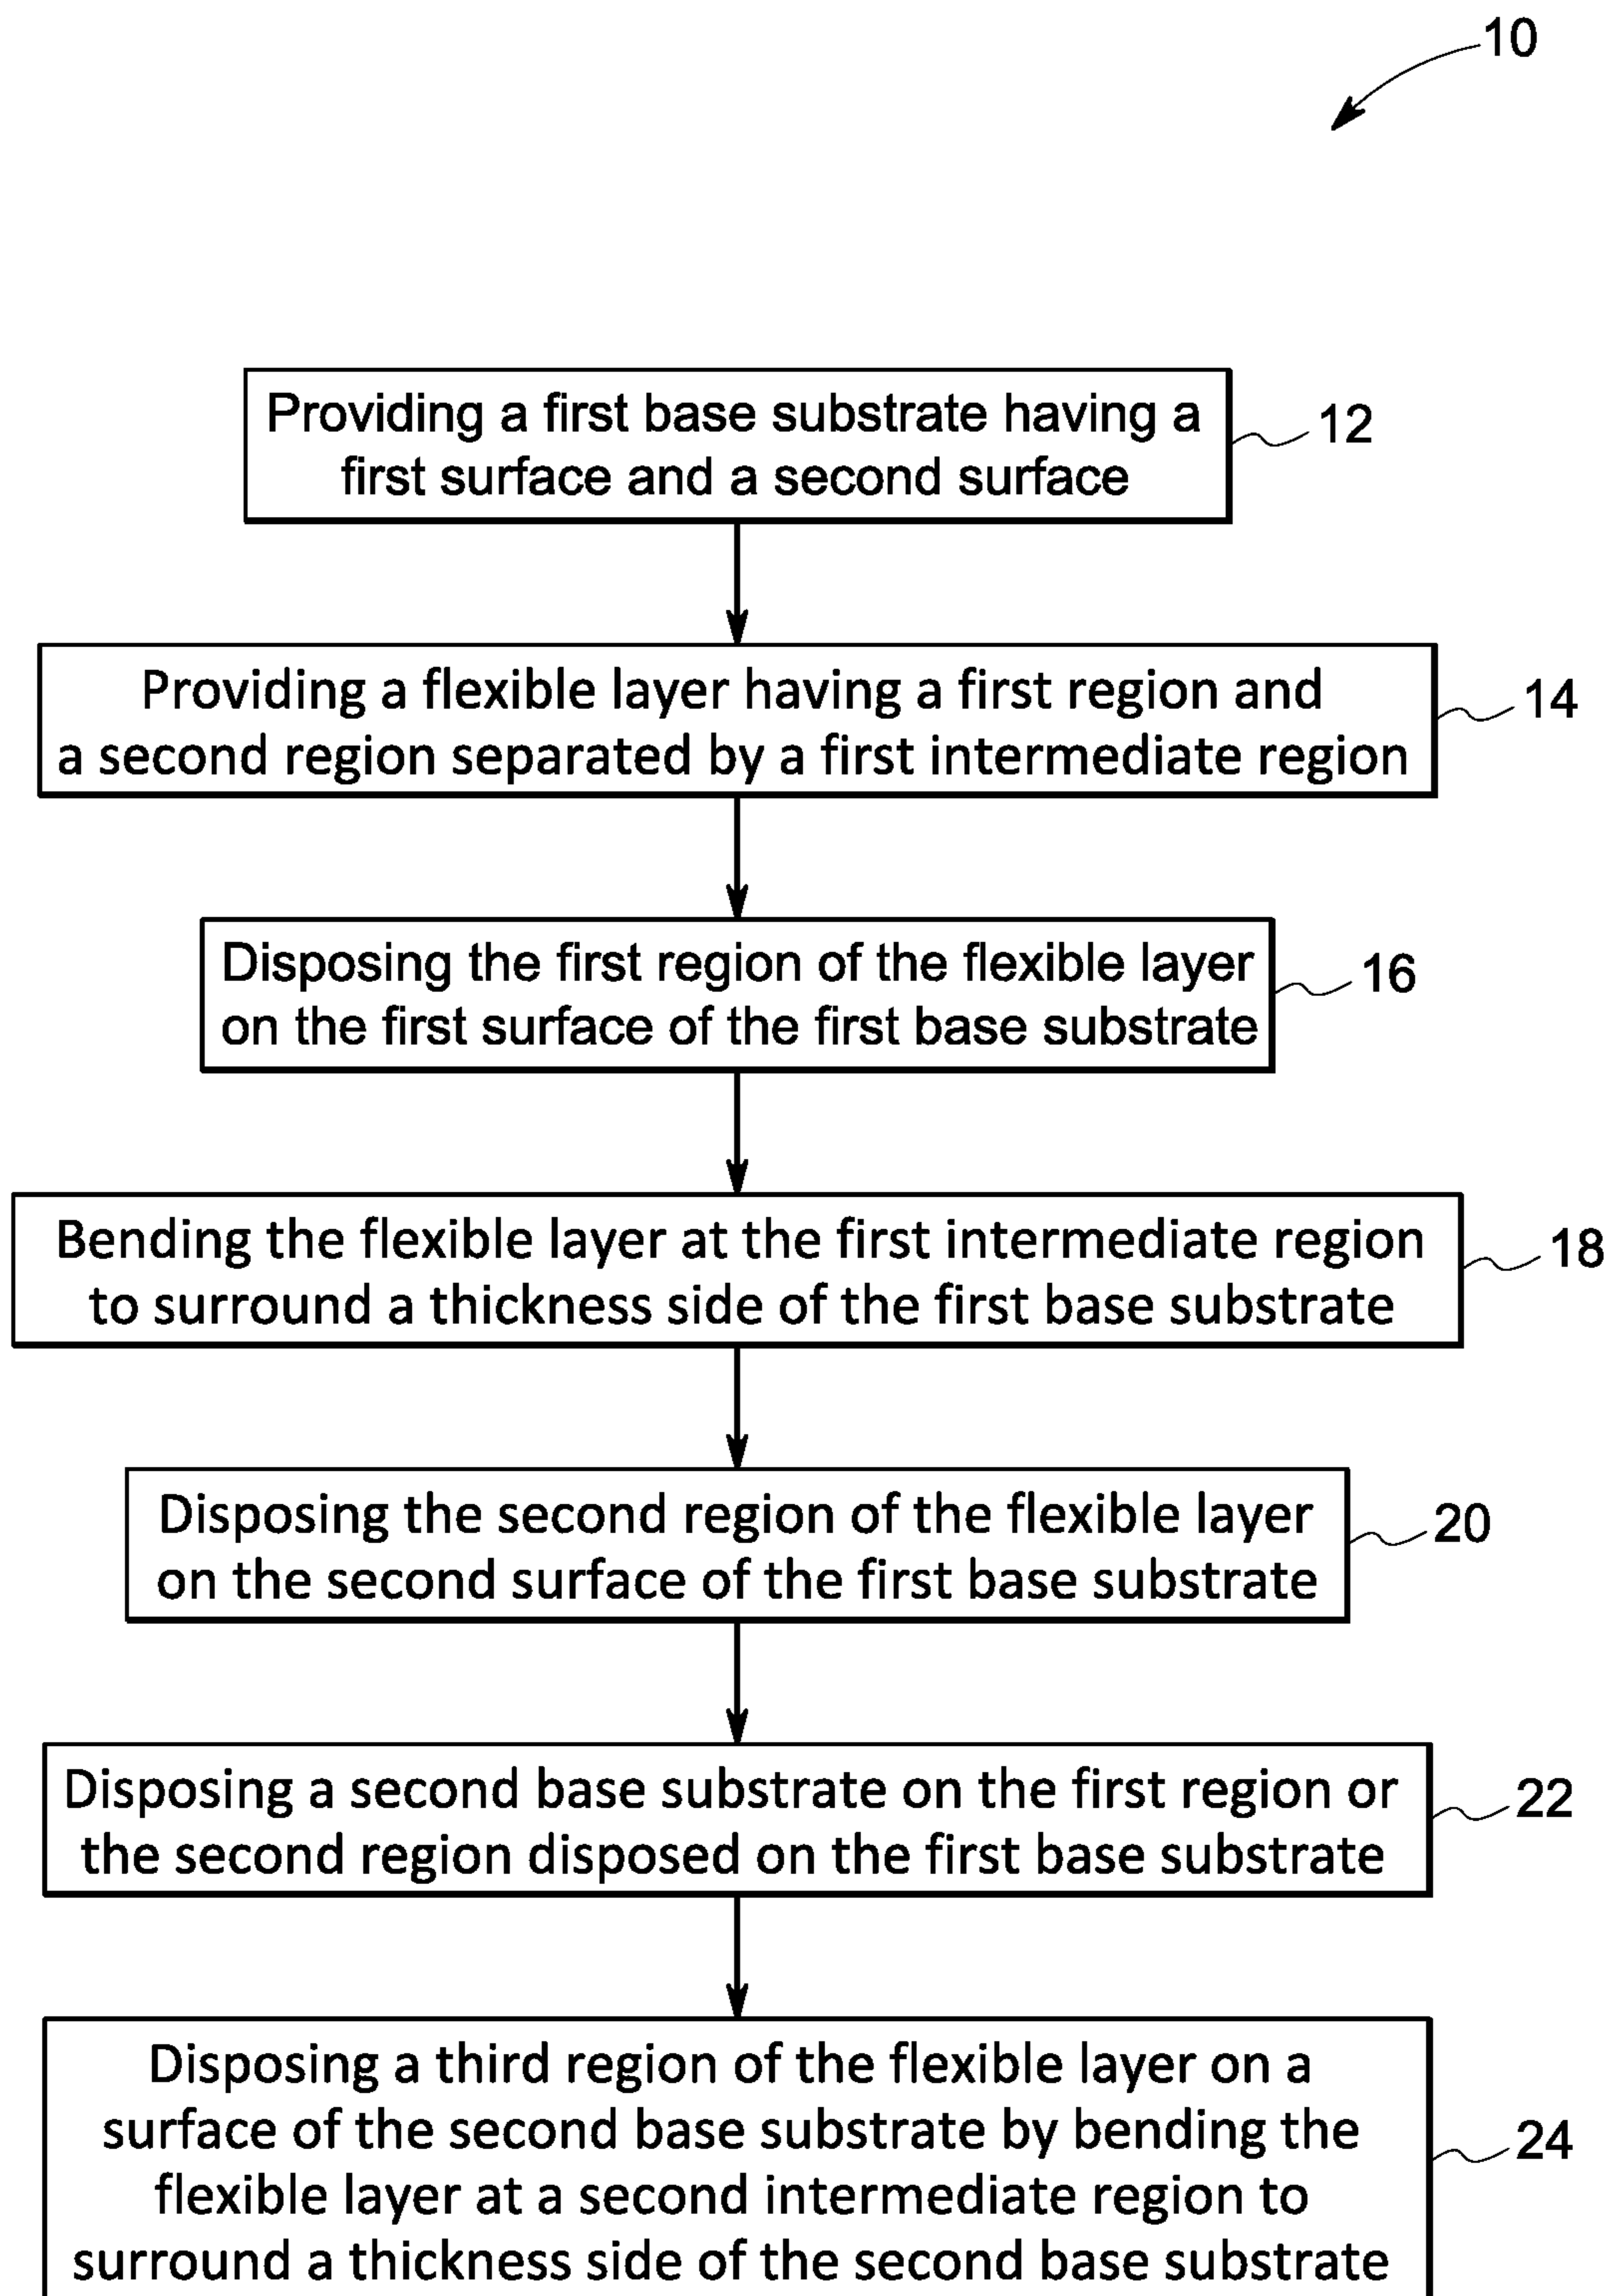 10
Providing a first base substrate having a
first surface and a second surface
12
Providing a flexible layer having a first region and
a second region separated by a first intermediate region
14
Disposing the first region of the flexible layer
on the first surface of the first base substrate
16
Bending the flexible layer at the first intermediate region
to surround a thickness side of the first base substrate
18
Disposing the second region of the flexible layer
on the second surface of the first base substrate
20
Disposing a second base substrate on the first region or
the second region disposed on the first base substrate
22
Disposing a third region of the flexible layer on a
surface of the second base substrate by bending the
flexible layer at a second intermediate region to
surround a thickness side of the second base substrate
24